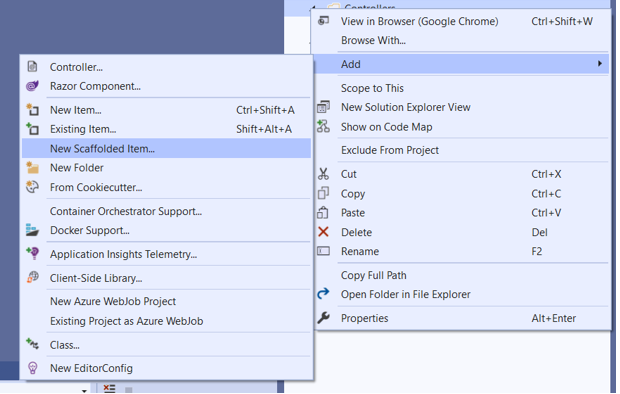 Controllers
View in Browser (Google Chrome) Ctrl+Shift+W
Browse With...
Add
Scope to This
New Solution Explorer View
Show on Code Map
Exclude From Project
Cut Ctrl+X
Copy Ctrl+C
Paste Ctrl+V
Delete Del
Rename F2
Copy Full Path
Open Folder in File Explorer
Properties Alt+Enter
Controller...
Razor Component...
New Item... Ctrl+Shift+A
Existing Item... Shift+Alt+A
New Scaffolded Item...
New Folder
From Cookiecutter...
Container Orchestrator Support...
Docker Support...
Application Insights Telemetry...
Client-Side Library...
New Azure WebJob Project
Existing Project as Azure WebJob
Class...
New EditorConfig